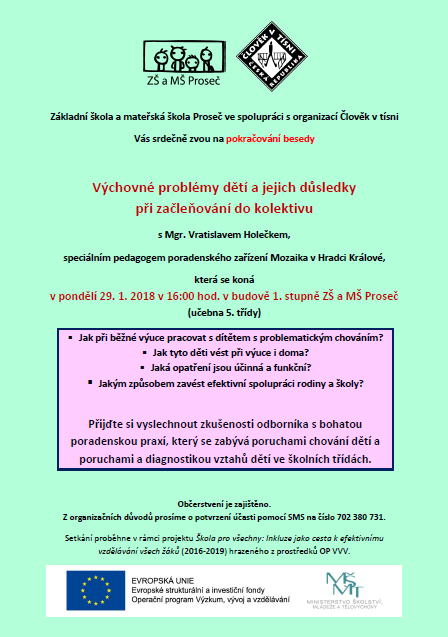 ZŠ a MŠ Proseč
ČLOVĚK V TÍSNI
ČESKÁ REPUBLIKA
Základní škola a mateřská škola Proseč ve spolupráci s organizací Člověk v tísni
Vás srdečně zvou na pokračování besedy
Výchovné problémy dětí a jejich důsledky
při začleňování do kolektivu
s Mgr. Vratislavem Holečkem,
speciálním pedagogem poradenského zařízení Mozaika v Hradci Králové,
která se koná
v pondělí 29. 1. 2018 v 16:00 hod. v budově 1. stupně ZŠ a MŠ Proseč
(učebna 5. třídy)
▪ Jak při běžné výuce pracovat s dítětem s problematickým chováním?
▪ Jak tyto děti vést při výuce i doma?
▪ Jaká opatření jsou účinná a funkční?
▪ Jakým způsobem zavést efektivní spolupráci rodiny a školy?
Přijďte si vyslechnout zkušenosti odborníka s bohatou
poradenskou praxí, který se zabývá poruchami chování dětí a
poruchami a diagnostikou vztahů dětí ve školních třídách.
Občerstvení je zajištěno.
Z organizačních důvodů prosíme o potvrzení účasti pomocí SMS na číslo 702 380 731.
Setkání proběhne v rámci projektu Škola pro všechny: Inkluze jako cesta k efektivnímu
vzdělávání všech žáků (2016-2019) hrazeného z prostředků OP VVV.
EVROPSKÁ UNIE
Evropské strukturální a investiční fondy
Operační program Výzkum, vývoj a vzdělávání
MŠMT
MINISTERSTVO ŠKOLSTVÍ,
MLÁDEŽE A TĚLOVÝCHOVY